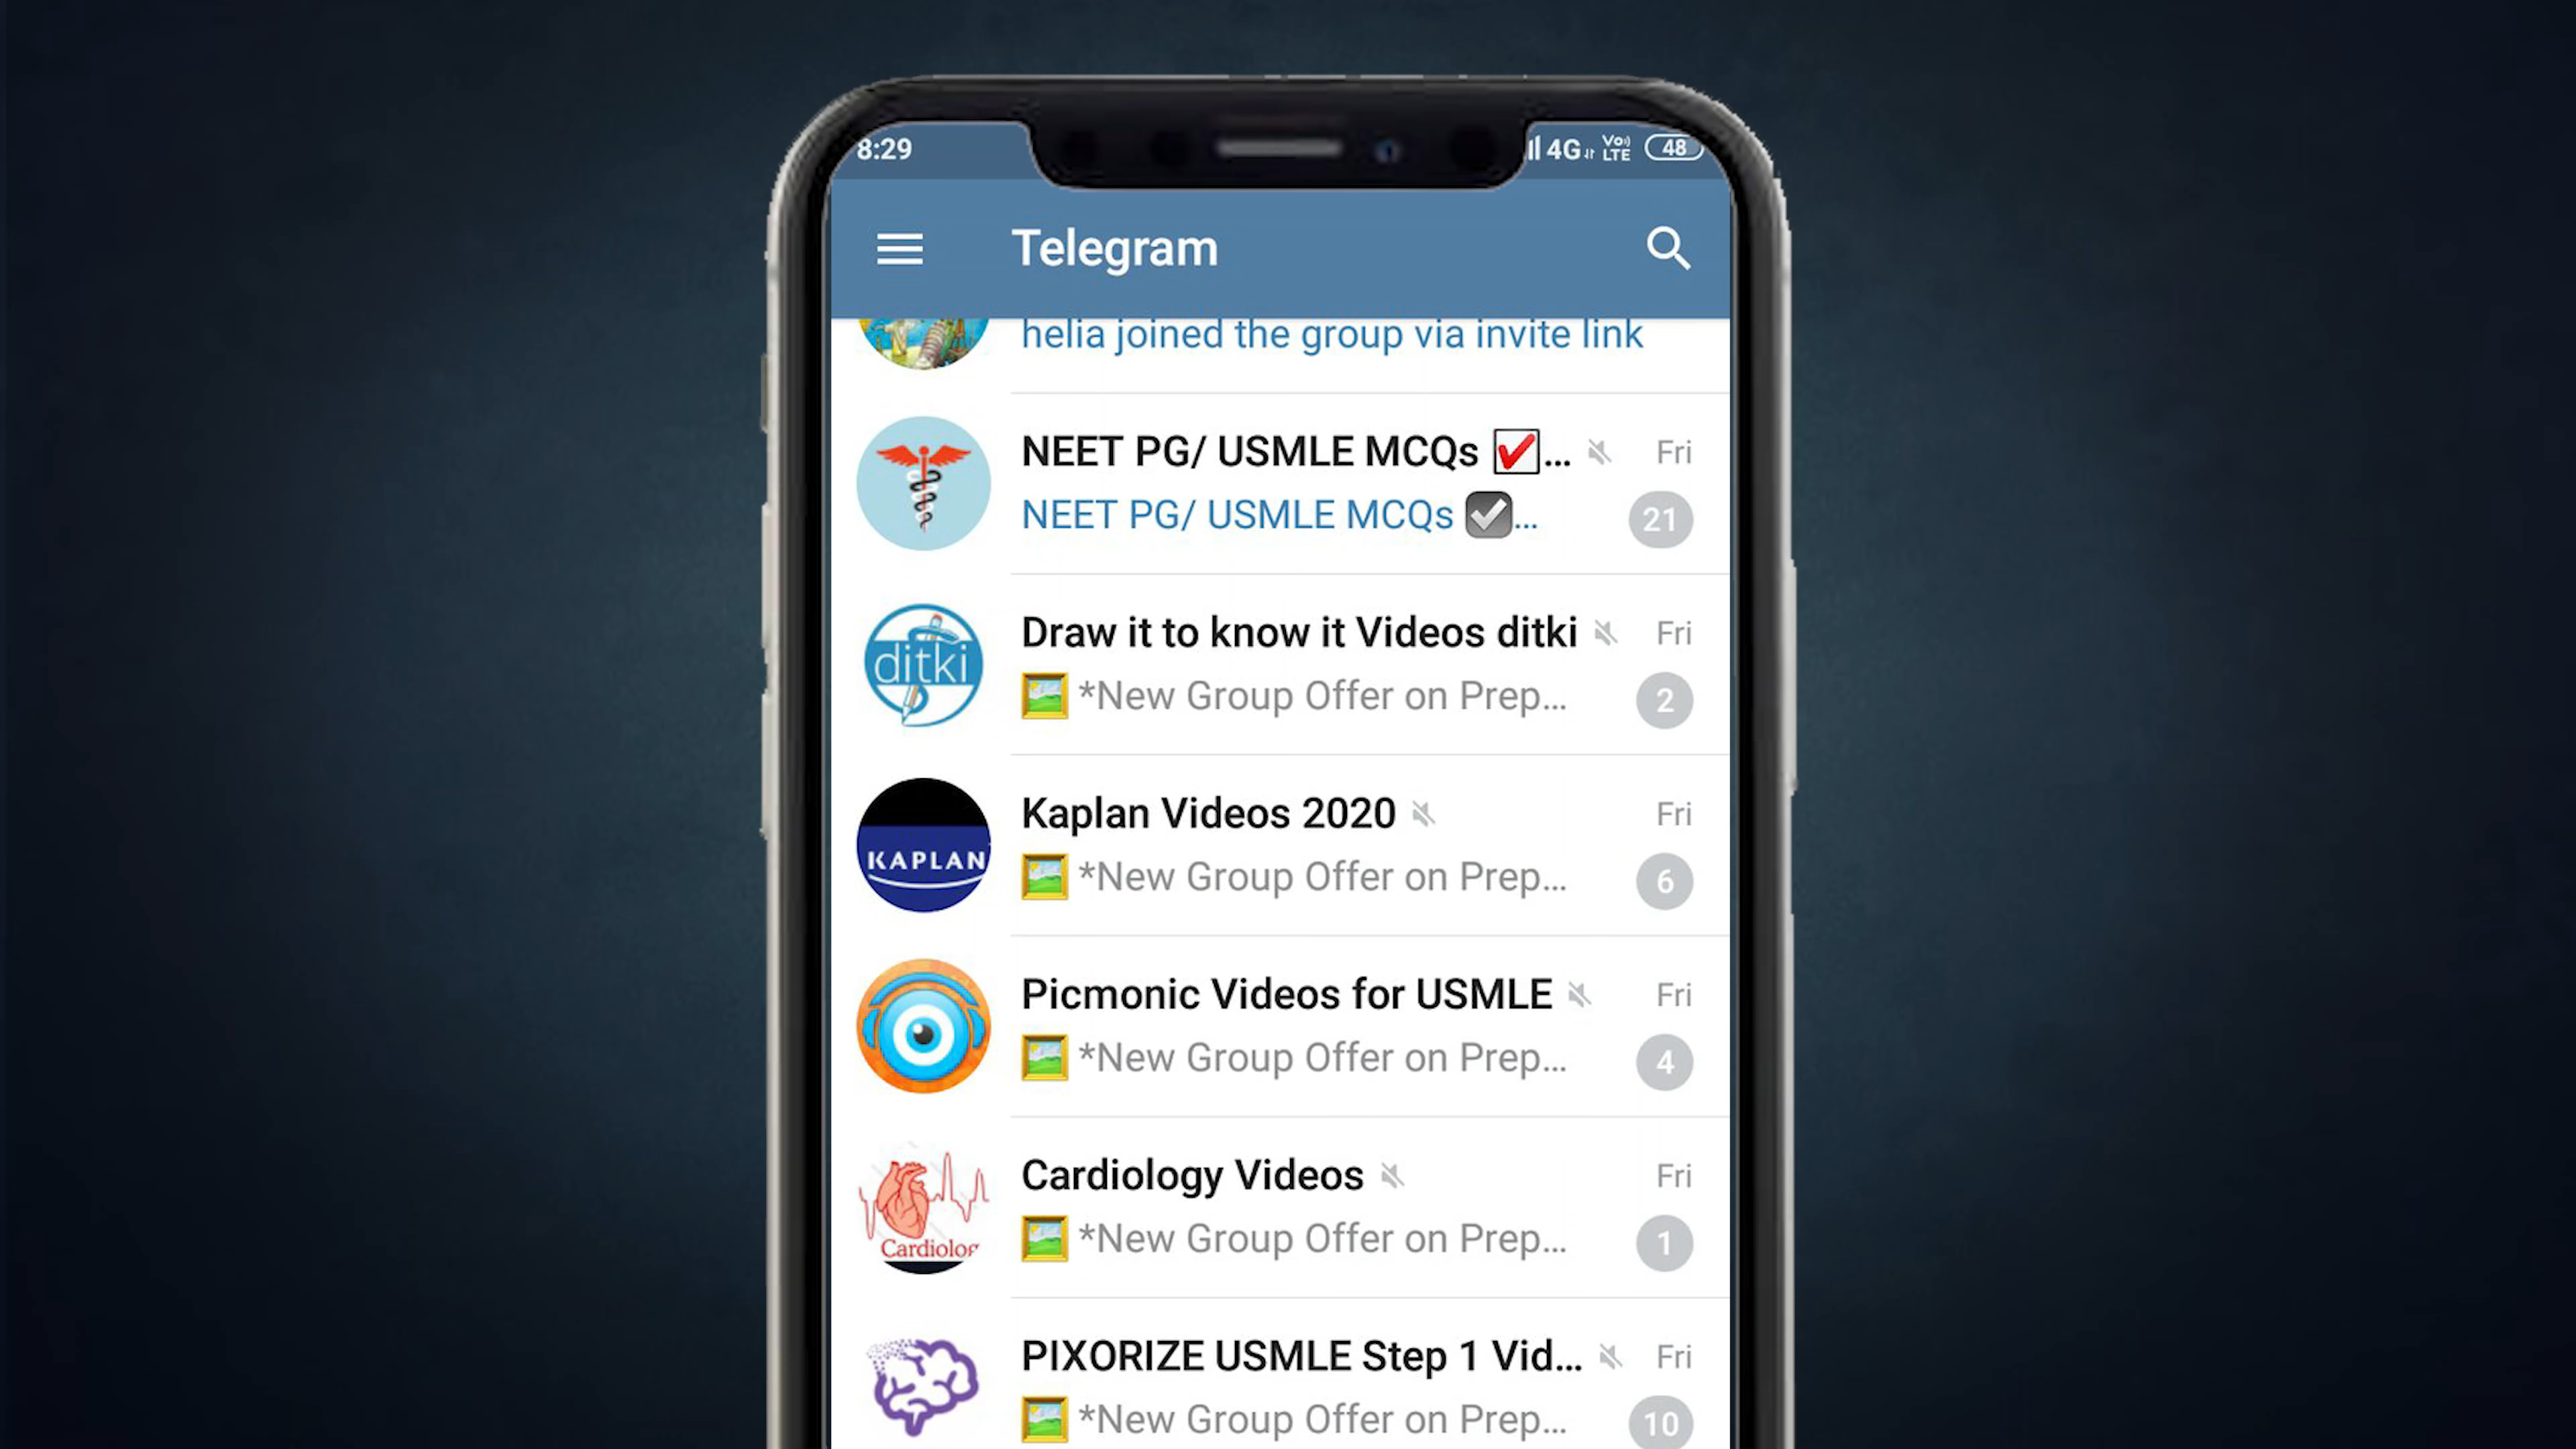 8:29
4G Vo) LTE 48
Telegram
helia joined the group via invite link
NEET PG/ USMLE MCQs ✔... Fri
NEET PG/ USMLE MCQs ✔... 21
ditki
Draw it to know it Videos ditki Fri
*New Group Offer on Prep... 2
KAPLAN
Kaplan Videos 2020 Fri
*New Group Offer on Prep... 6
Picmonic Videos for USMLE Fri
*New Group Offer on Prep... 4
Cardiology Videos Fri
*New Group Offer on Prep... 1
Cardiolog
PIXORIZE USMLE Step 1 Vid... Fri
*New Group Offer on Prep... 10